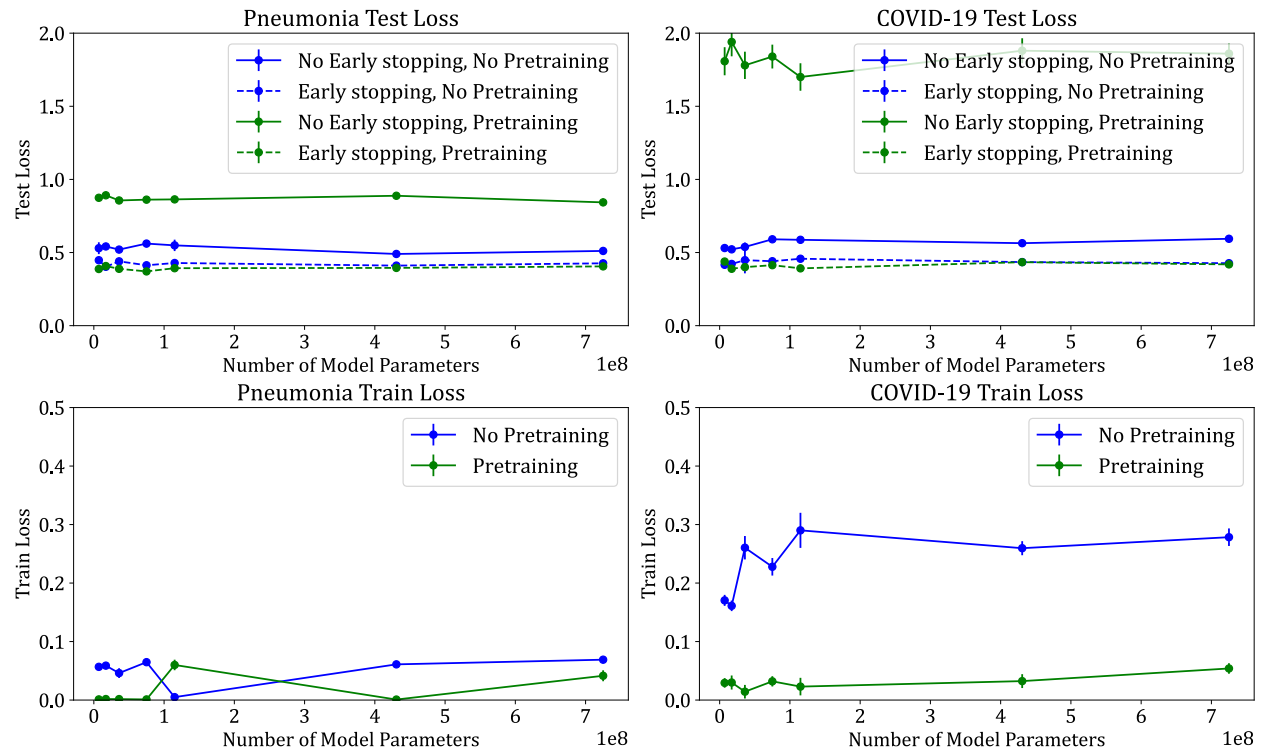 Pneumonia Test Loss
2.0
1.5
1.0
0.5
0.0
Test Loss
No Early stopping, No Pretraining
Early stopping, No Pretraining
No Early stopping, Pretraining
Early stopping, Pretraining
0 1 2 3 4 5 6 7
Number of Model Parameters
1e8
COVID-19 Test Loss
2.0
1.5
1.0
0.5
0.0
Test Loss
No Early stopping, No Pretraining
Early stopping, No Pretraining
No Early stopping, Pretraining
Early stopping, Pretraining
0 1 2 3 4 5 6 7
Number of Model Parameters
1e8
Pneumonia Train Loss
0.5
0.4
0.3
0.2
0.1
0.0
Train Loss
No Pretraining
Pretraining
0 1 2 3 4 5 6 7
Number of Model Parameters
1e8
COVID-19 Train Loss
0.5
0.4
0.3
0.2
0.1
0.0
Train Loss
No Pretraining
Pretraining
0 1 2 3 4 5 6 7
Number of Model Parameters
1e8